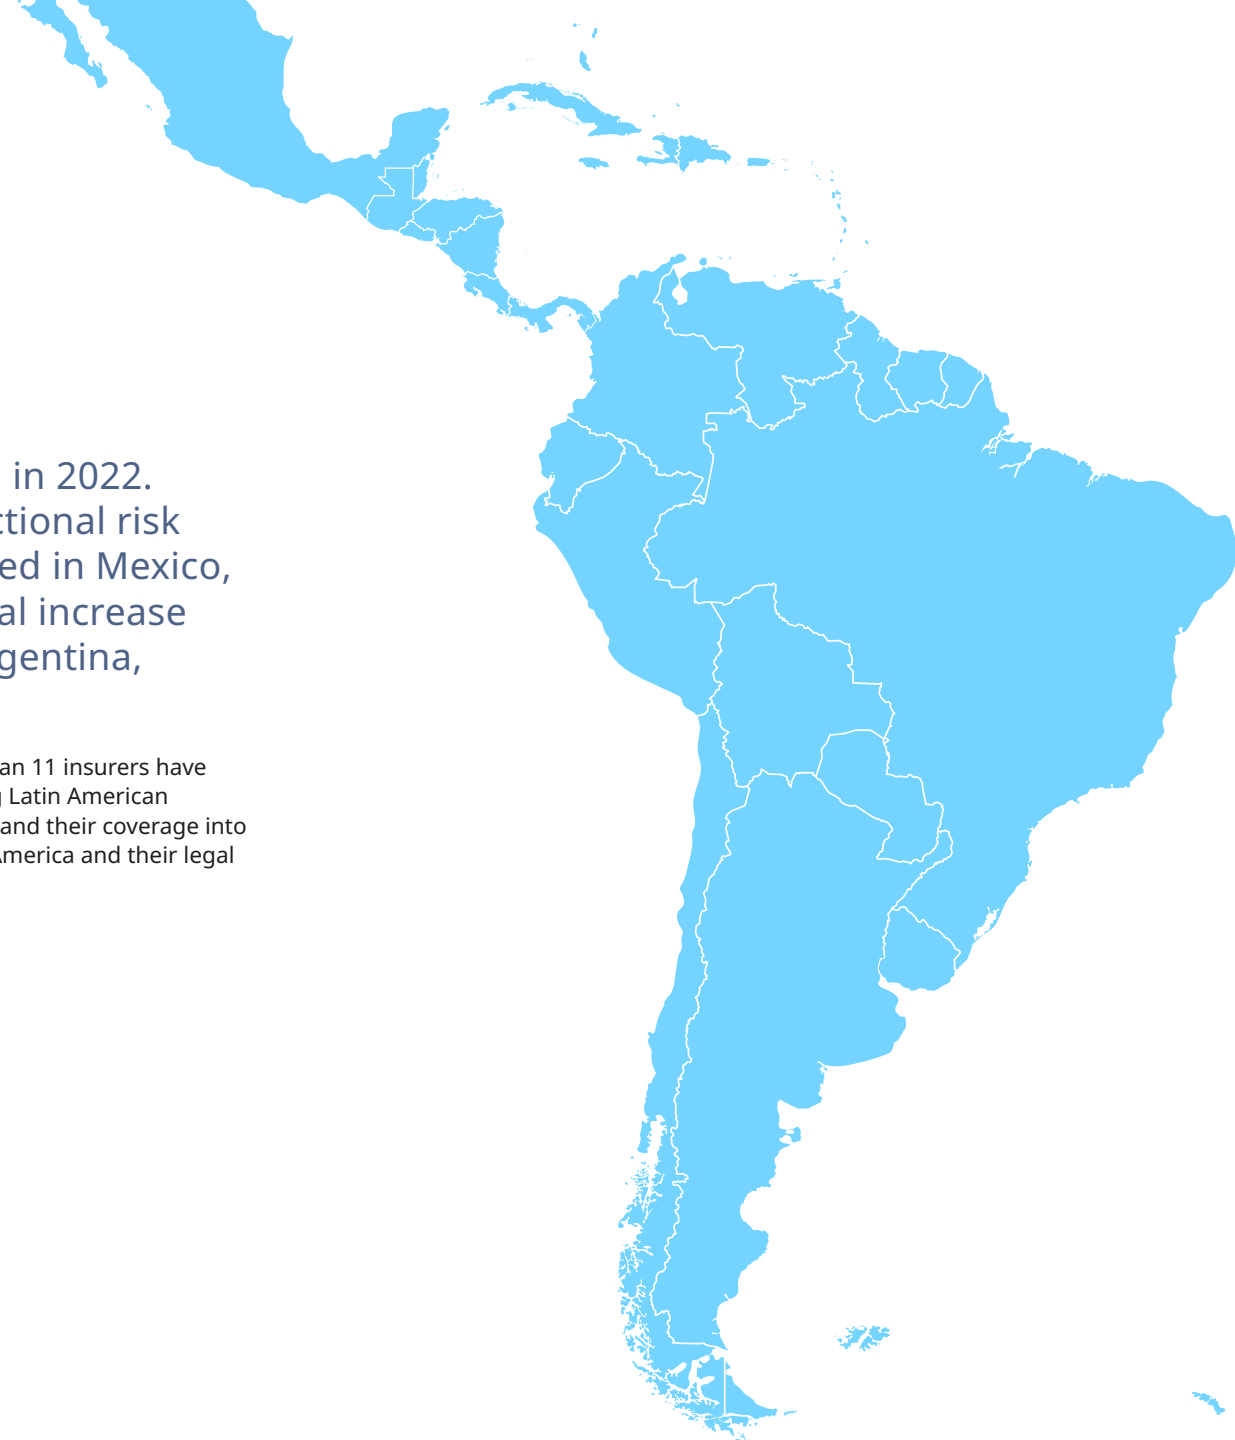 in 2022.
ctional risk
ed in Mexico,
al increase
gentina,
an 11 insurers have
Latin American
and their coverage into
America and their legal